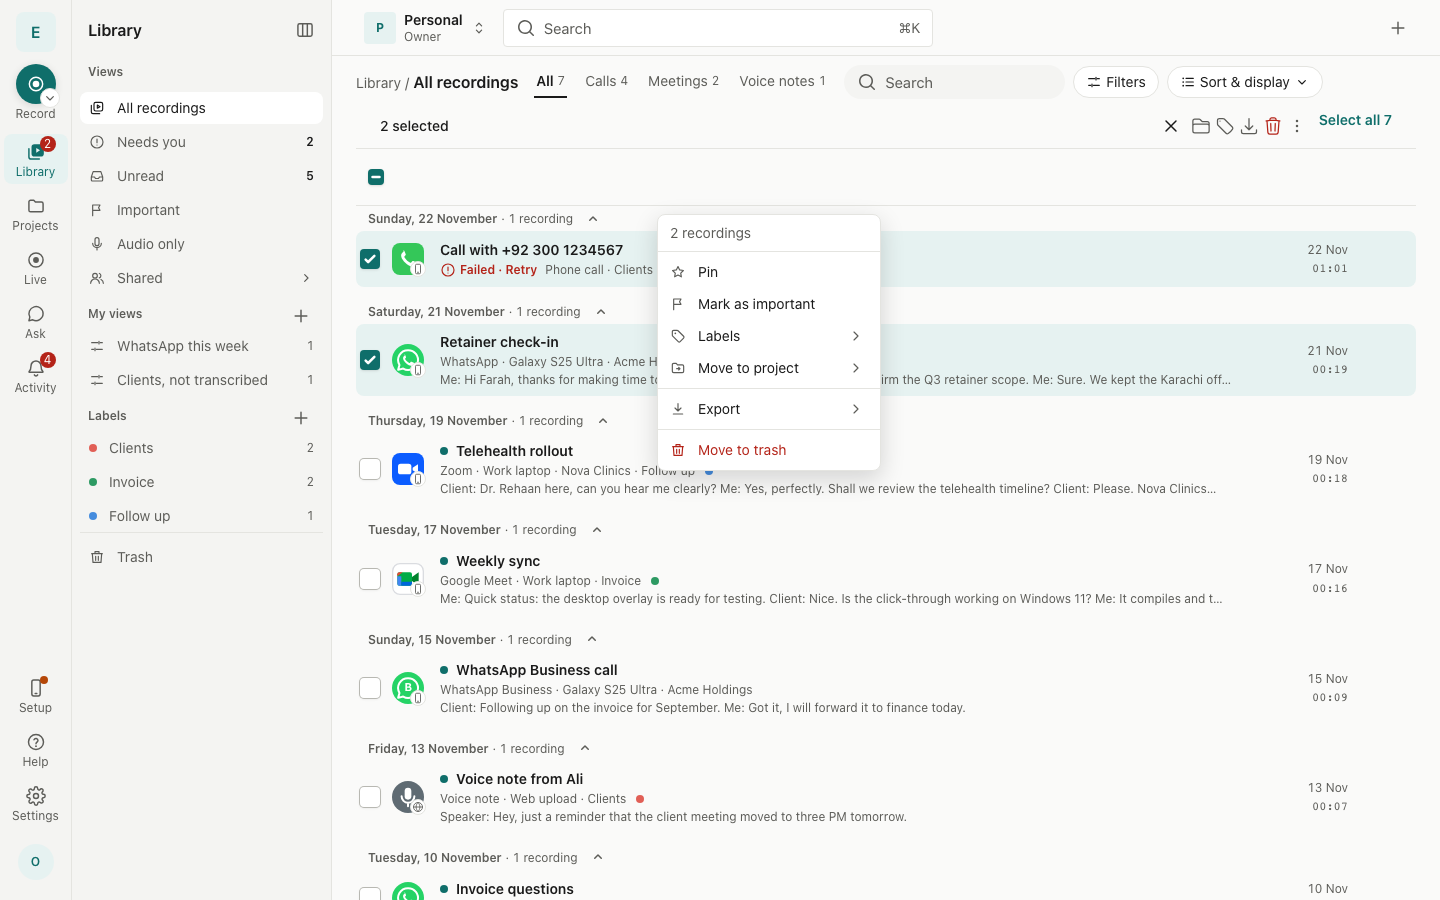 E
Record
2
Library
Projects
Live
Ask
4
Activity
Setup
Help
Settings
O
Library
Views
All recordings
Needs you 2
Unread 5
Important
Audio only
Shared
My views
WhatsApp this week 1
Clients, not transcribed 1
Labels
Clients 2
Invoice 2
Follow up 1
Trash
P
Personal
Owner
Search ⌘K
Library / All recordings All 7 Calls 4 Meetings 2 Voice notes 1 Search Filters Sort & display
2 selected Select all 7
Sunday, 22 November · 1 recording
Call with +92 300 1234567 22 Nov
Failed · Retry Phone call · Clients 01:01
Saturday, 21 November · 1 recording
Retainer check-in 21 Nov
WhatsApp · Galaxy S25 Ultra · Acme H 00:19
Me: Hi Farah, thanks for making time to irm the Q3 retainer scope. Me: Sure. We kept the Karachi off...
2 recordings
Pin
Mark as important
Labels
Move to project
Export
Move to trash
Thursday, 19 November · 1 recording
Telehealth rollout 19 Nov
Zoom · Work laptop · Nova Clinics · Follow up 00:18
Client: Dr. Rehaan here, can you hear me clearly? Me: Yes, perfectly. Shall we review the telehealth timeline? Client: Please. Nova Clinics...
Tuesday, 17 November · 1 recording
Weekly sync 17 Nov
Google Meet · Work laptop · Invoice 00:16
Me: Quick status: the desktop overlay is ready for testing. Client: Nice. Is the click-through working on Windows 11? Me: It compiles and t...
Sunday, 15 November · 1 recording
WhatsApp Business call 15 Nov
WhatsApp Business · Galaxy S25 Ultra · Acme Holdings 00:09
Client: Following up on the invoice for September. Me: Got it, I will forward it to finance today.
Friday, 13 November · 1 recording
Voice note from Ali 13 Nov
Voice note · Web upload · Clients 00:07
Speaker: Hey, just a reminder that the client meeting moved to three PM tomorrow.
Tuesday, 10 November · 1 recording
Invoice questions 10 Nov